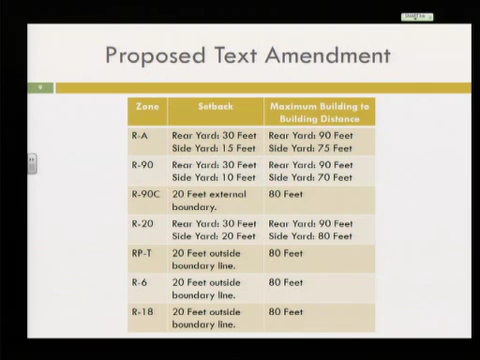 Proposed Text Amendment
9
Zone Setback Maximum Building to
Building Distance
R-A Rear Yard: 30 Feet Rear Yard: 90 Feet
Side Yard: 15 Feet Side Yard: 75 Feet
R-90 Rear Yard: 30 Feet Rear Yard: 90 Feet
Side Yard: 10 Feet Side Yard: 70 Feet
R-90C 20 Feet external 80 Feet
boundary.
R-20 Rear Yard: 30 Feet Rear Yard: 90 Feet
Side Yard: 20 Feet Side Yard: 80 Feet
RP-T 20 Feet outside 80 Feet
boundary line.
R-6 20 Feet outside 80 Feet
boundary line.
R-18 20 Feet outside 80 Feet
boundary line.